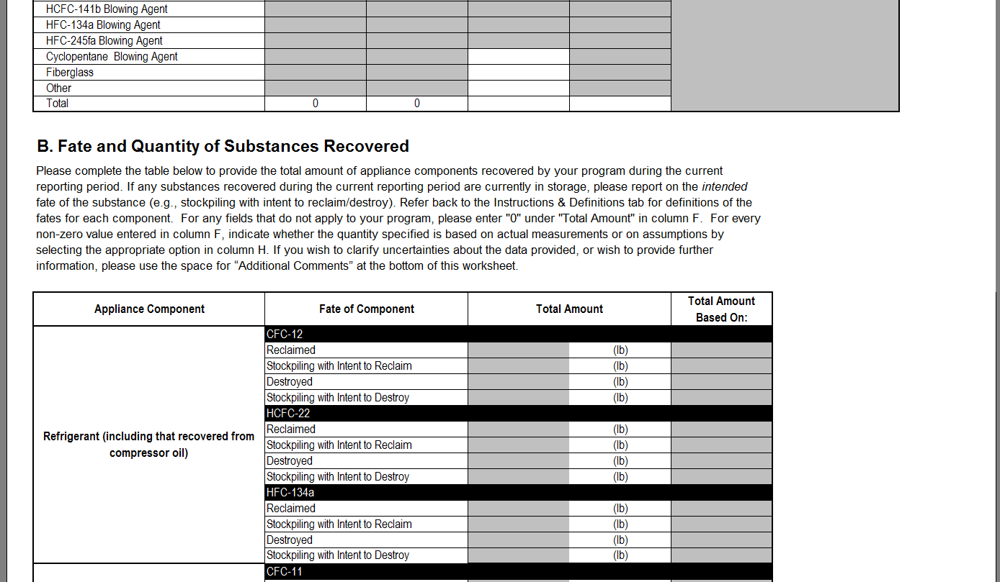 HCFC-141b Blowing Agent
HFC-134a Blowing Agent
HFC-245fa Blowing Agent
Cyclopentane  Blowing Agent
Fiberglass
Other
Total 0 0
B. Fate and Quantity of Substances Recovered
Please complete the table below to provide the total amount of appliance components recovered by your program during the current
reporting period. If any substances recovered during the current reporting period are currently in storage, please report on the intended
fate of the substance (e.g., stockpiling with intent to reclaim/destroy). Refer back to the Instructions & Definitions tab for definitions of the
fates for each component.  For any fields that do not apply to your program, please enter "0" under "Total Amount" in column F.  For every
non-zero value entered in column F, indicate whether the quantity specified is based on actual measurements or on assumptions by
selecting the appropriate option in column H. If you wish to clarify uncertainties about the data provided, or wish to provide further
information, please use the space for “Additional Comments” at the bottom of this worksheet.
Appliance Component Fate of Component Total Amount Total Amount
Based On:
CFC-12
Reclaimed (lb)
Stockpiling with Intent to Reclaim (lb)
Destroyed (lb)
Stockpiling with Intent to Destroy (lb)
HCFC-22
Refrigerant (including that recovered from
compressor oil)
Reclaimed (lb)
Stockpiling with Intent to Reclaim (lb)
Destroyed (lb)
Stockpiling with Intent to Destroy (lb)
HFC-134a
Reclaimed (lb)
Stockpiling with Intent to Reclaim (lb)
Destroyed (lb)
Stockpiling with Intent to Destroy (lb)
CFC-11